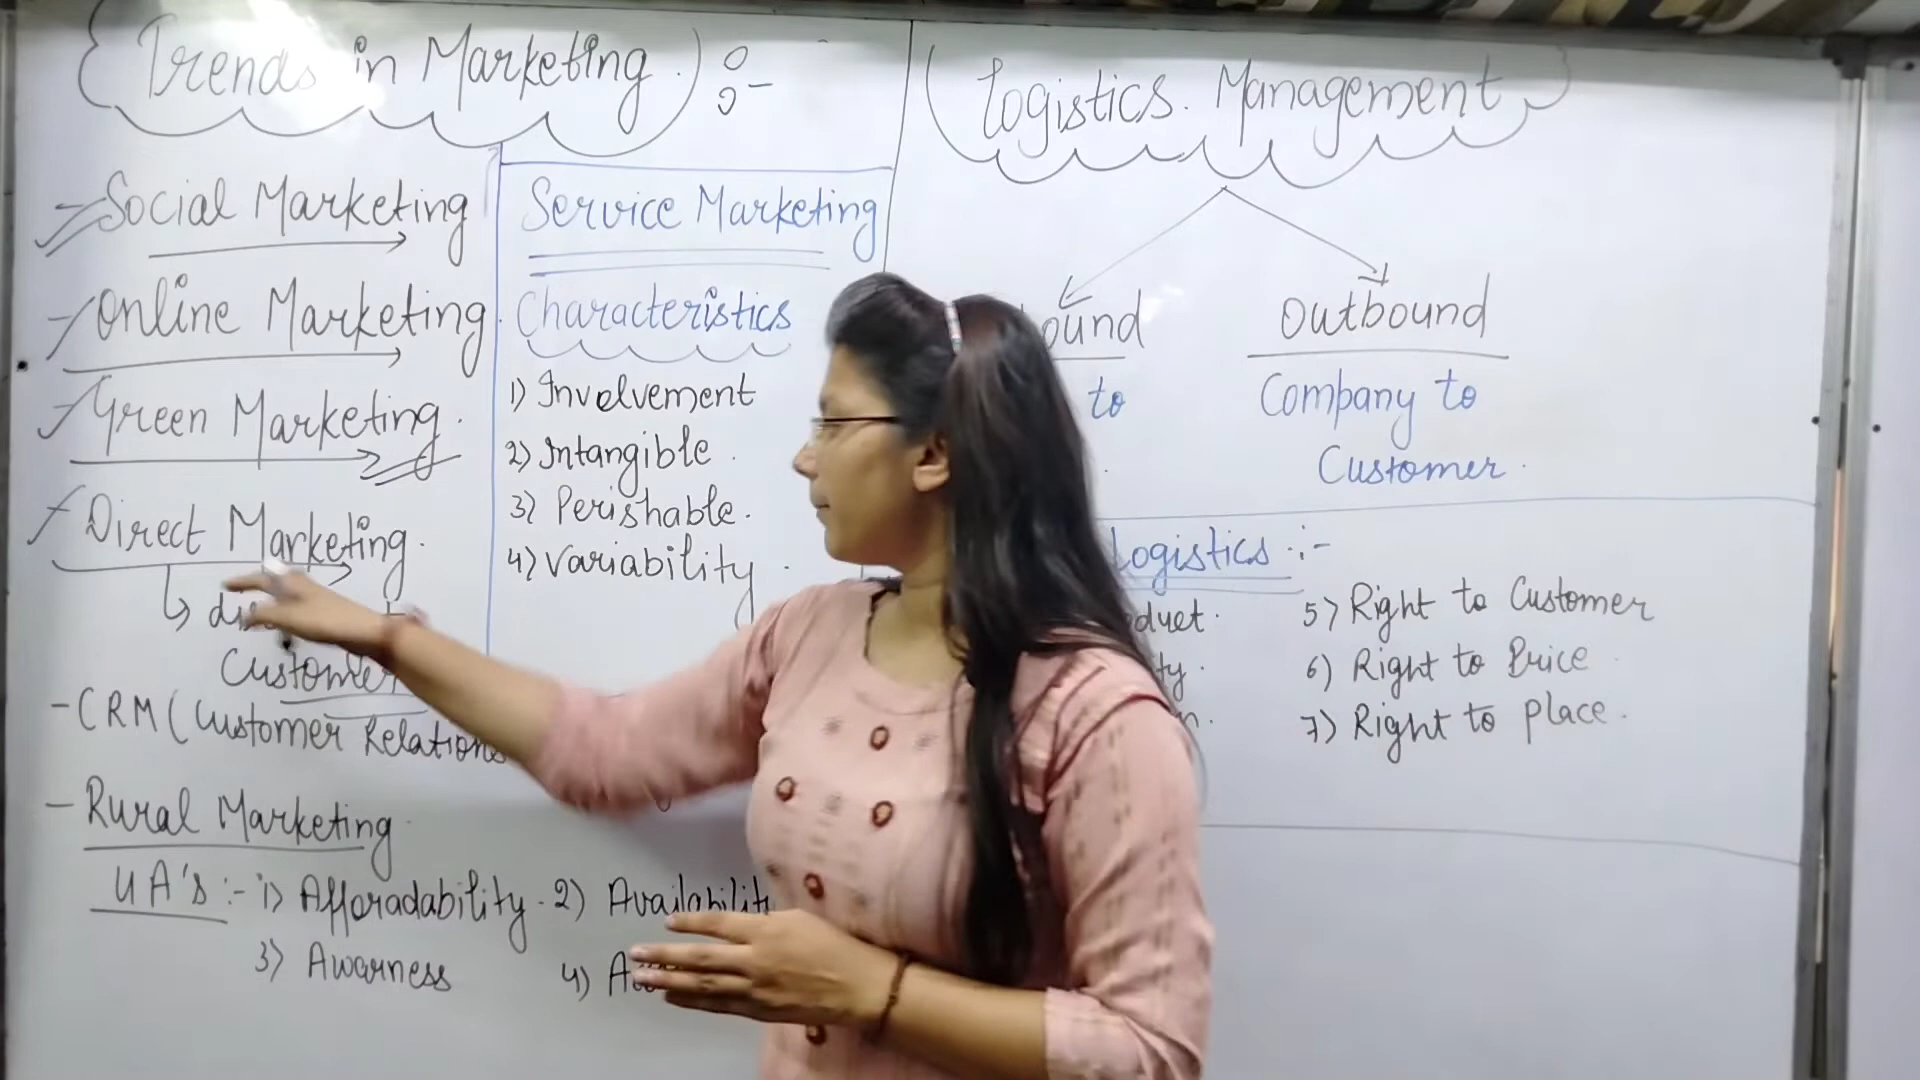 Trends in Marketing :-
- Social Marketing
- Online Marketing
- Green Marketing.
- Direct Marketing.
Customer
- CRM (Customer Relations
- Rural Marketing
4 A's :- 1) Afforadability. 2)
3) Awarness 4)
Service Marketing
Characteristics
1) Involvement
2) Intangible.
3) Perishable.
4) Variability.
Logistics. Management
Outbound
to
Company to
Customer.
Logistics :-
5) Right to Customer
6) Right to Price
7) Right to place.